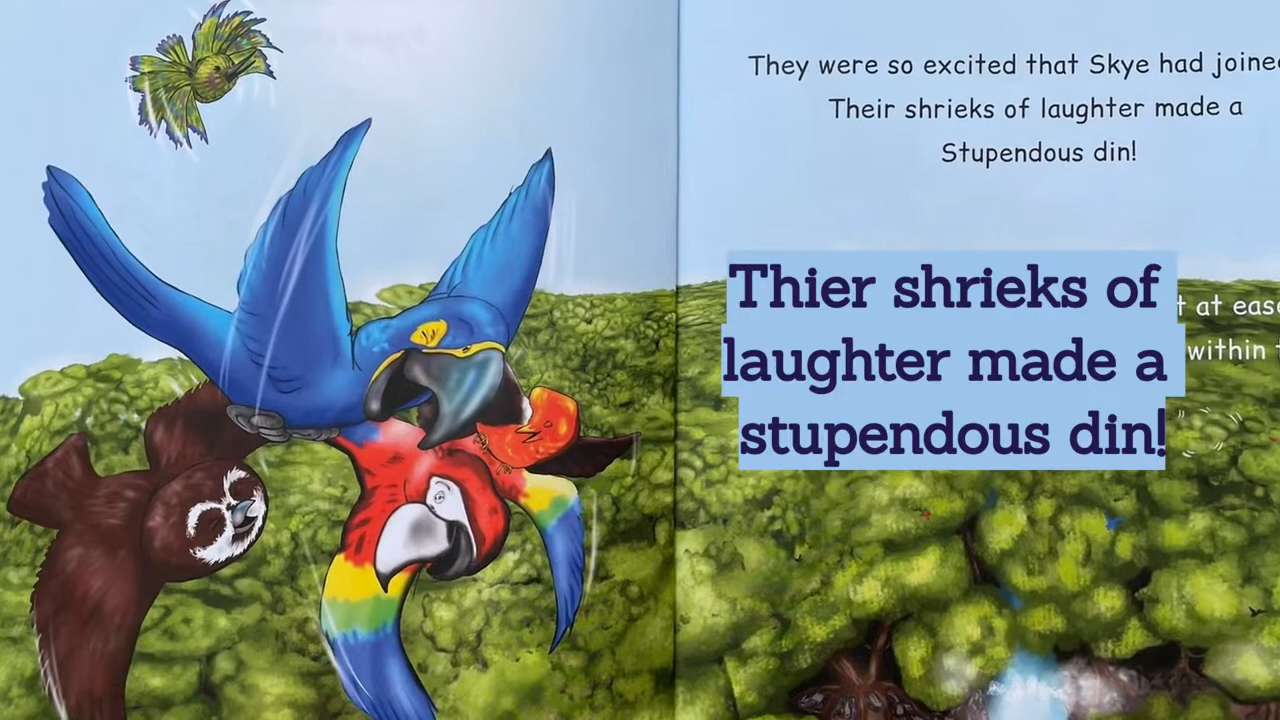 They were so excited that Skye had joine
Their shrieks of laughter made a
Stupendous din!
Thier shrieks of
laughter made a
stupendous din!
at ease
within